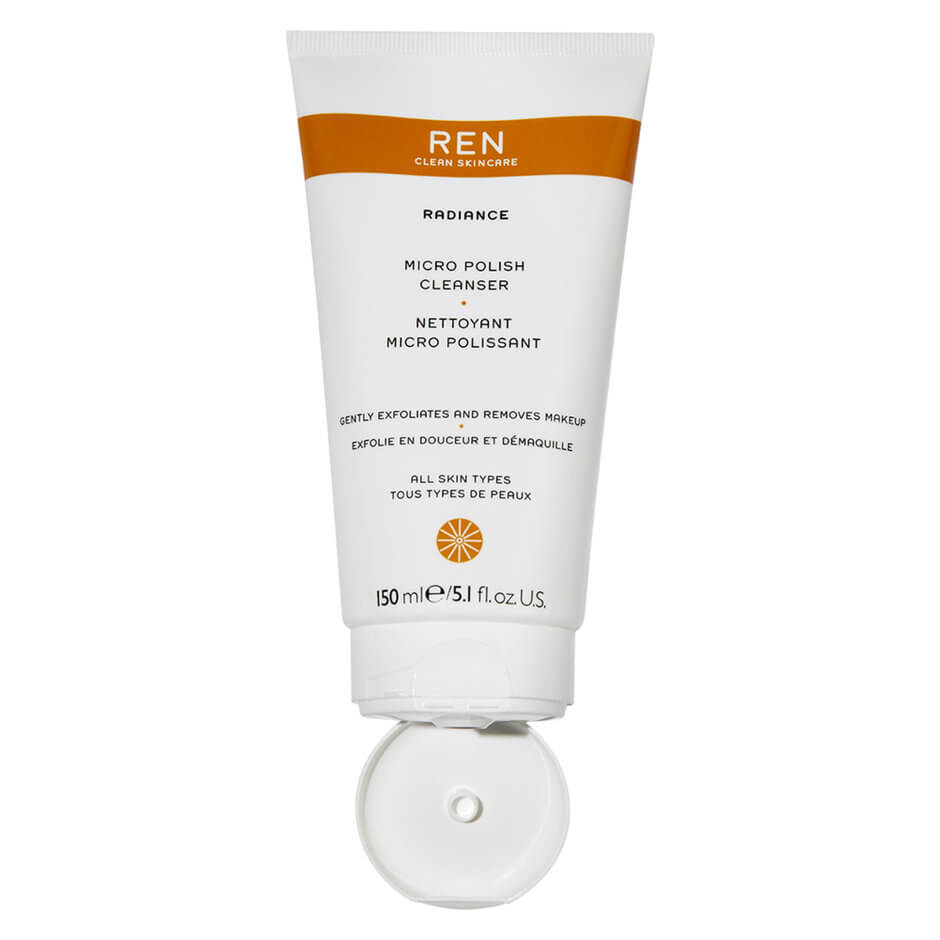 REN
CLEAN SKINCARE
RADIANCE
MICRO POLISH
CLEANSER
NETTOYANT
MICRO POLISSANT
GENTLY EXFOLIATES AND REMOVES MAKEUP
EXFOLIE EN DOUCEUR ET DÉMAQUILLE
ALL SKIN TYPES
TOUS TYPES DE PEAUX
150 ml℮/5.1 fl.oz.U.S.